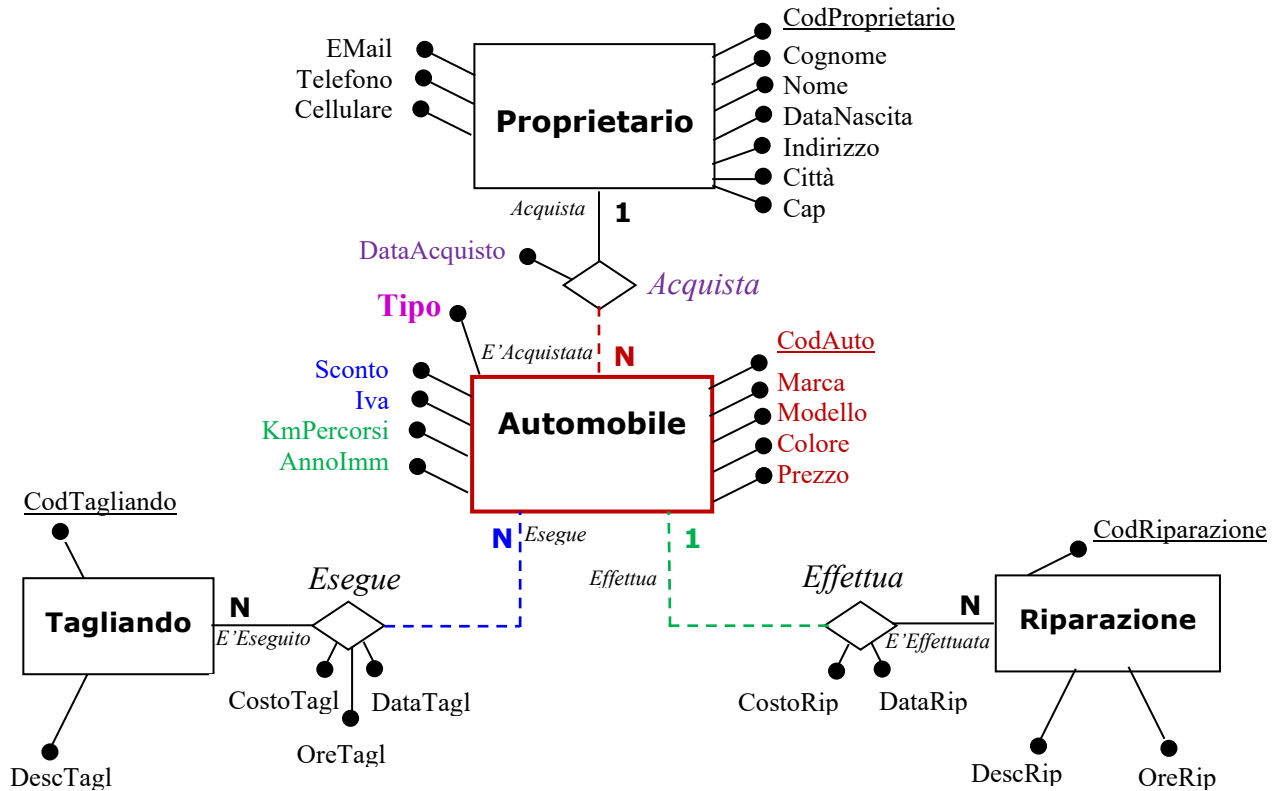 CodProprietario
EMail
Telefono
Cellulare
Proprietario
Cognome
Nome
DataNascita
Indirizzo
Città
Cap
Acquista
1
DataAcquisto
Acquista
Tipo
E'Acquistata
N
CodAuto
Sconto
Iva
KmPercorsi
AnnoImm
Automobile
Marca
Modello
Colore
Prezzo
CodTagliando
N
Esegue
1
Effettua
CodRiparazione
Esegue
Effettua
Tagliando
N
E'Eseguito
N
E'Effettuata
Riparazione
CostoTagl
DataTagl
OreTagl
CostoRip
DataRip
DescTagl
DescRip
OreRip